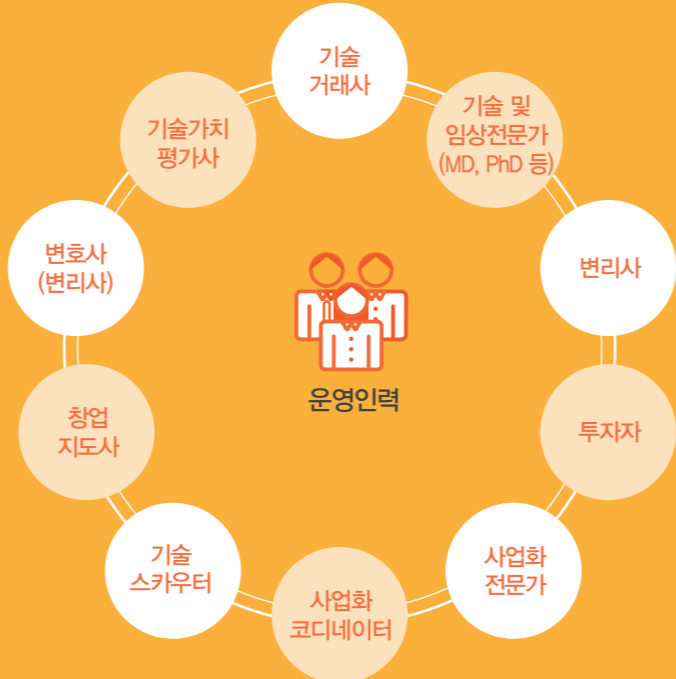 기술
거래사
기술 및
임상전문가
(MD, PhD 등)
변리사
투자자
사업화
전문가
사업화
코디네이터
기술
스카우터
창업
지도사
변호사
(변리사)
기술가치
평가사
운영인력